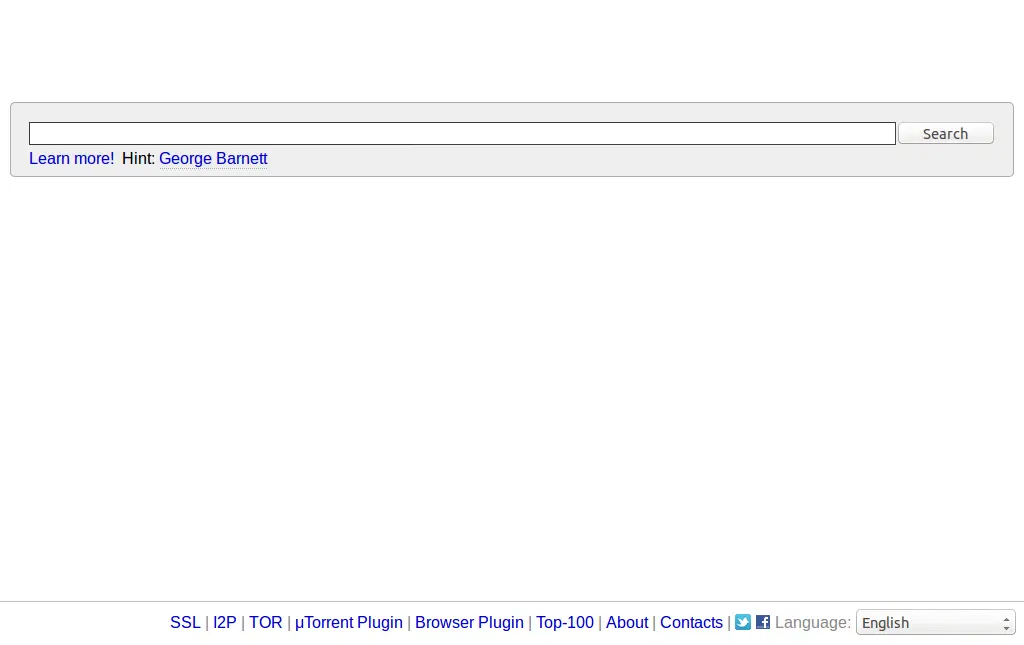 Search
Learn more! Hint: George Barnett
SSL | I2P | TOR | µTorrent Plugin | Browser Plugin | Top-100 | About | Contacts | Language: English